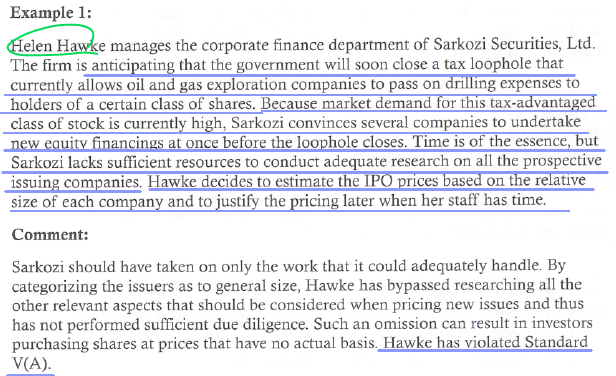 Example 1:
Helen Hawke manages the corporate finance department of Sarkozi Securities, Ltd.
The firm is anticipating that the government will soon close a tax loophole that
currently allows oil and gas exploration companies to pass on drilling expenses to
holders of a certain class of shares. Because market demand for this tax-advantaged
class of stock is currently high, Sarkozi convinces several companies to undertake
new equity financings at once before the loophole closes. Time is of the essence, but
Sarkozi lacks sufficient resources to conduct adequate research on all the prospective
issuing companies. Hawke decides to estimate the IPO prices based on the relative
size of each company and to justify the pricing later when her staff has time.
Comment:
Sarkozi should have taken on only the work that it could adequately handle. By
categorizing the issuers as to general size, Hawke has bypassed researching all the
other relevant aspects that should be considered when pricing new issues and thus
has not performed sufficient due diligence. Such an omission can result in investors
purchasing shares at prices that have no actual basis. Hawke has violated Standard
V(A).